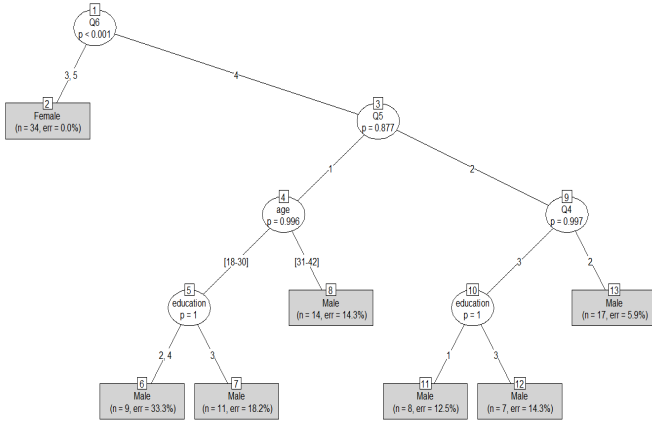 1
Q6
p < 0.001
3, 5
4
2
Female
(n = 34, err = 0.0%)
3
Q5
p = 0.877
1
2
4
age
p = 0.996
9
Q4
p = 0.997
[18-30]
[31-42]
3
2
5
education
p = 1
8
Male
(n = 14, err = 14.3%)
10
education
p = 1
13
Male
(n = 17, err = 5.9%)
2, 4
3
1
3
6
Male
(n = 9, err = 33.3%)
7
Male
(n = 11, err = 18.2%)
11
Male
(n = 8, err = 12.5%)
12
Male
(n = 7, err = 14.3%)